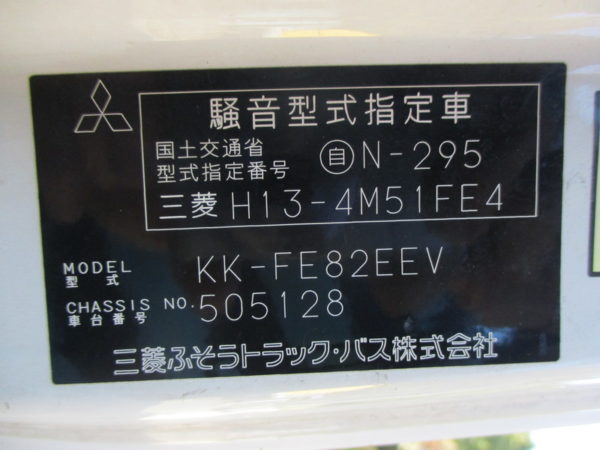 騒音型式指定車
国土交通省
型式指定番号 自N-295
三菱 H13-4M51FE4
MODEL
型式 KK-FE82EEV
CHASSIS NO.
車台番号 505128
三菱ふそうトラック・バス株式会社